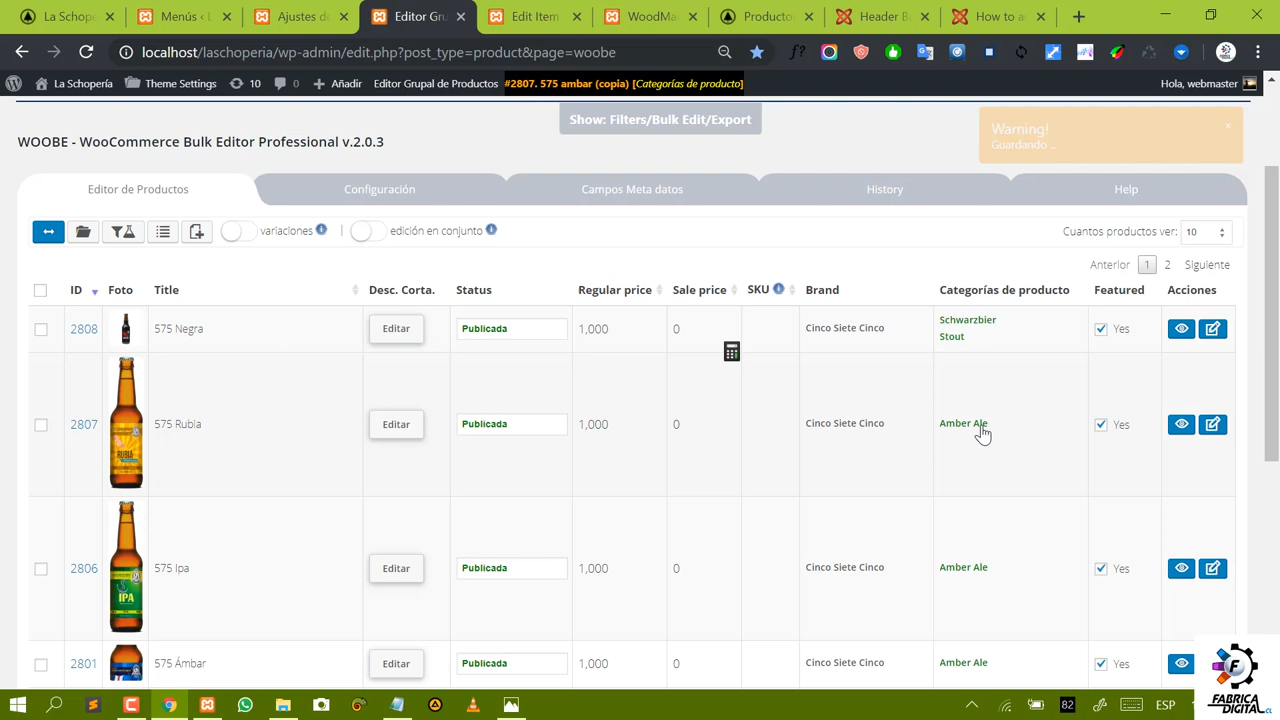 La Schop
Menús ‹ L
Ajustes de
Editor Gru
Edit Item
WoodMa
Producto
Header Bu
How to a
localhost/laschoperia/wp-admin/edit.php?post_type=product&page=woobe
La Schopería Theme Settings 10 0 Añadir Editor Grupal de Productos #2807. 575 ambar (copia) [Categorías de producto] Hola, webmaster
Show: Filters/Bulk Edit/Export
Warning!
Guardando ...
WOOBE - WooCommerce Bulk Editor Professional v.2.0.3
Editor de Productos Configuración Campos Meta datos History Help
variaciones | edición en conjunto Cuantos productos ver: 10
Anterior 1 2 Siguiente
ID Foto Title Desc. Corta. Status Regular price Sale price SKU Brand Categorías de producto Featured Acciones
2808 575 Negra Editar Publicada 1,000 0 Cinco Siete Cinco Schwarzbier Yes
Stout
2807 575 Rubia Editar Publicada 1,000 0 Cinco Siete Cinco Amber Ale Yes
RUBIA
2806 575 Ipa Editar Publicada 1,000 0 Cinco Siete Cinco Amber Ale Yes
IPA
2801 575 Ámbar Editar Publicada 1,000 0 Cinco Siete Cinco Amber Ale Yes
F
FABRICA
DIGITAL.CL
82 ESP